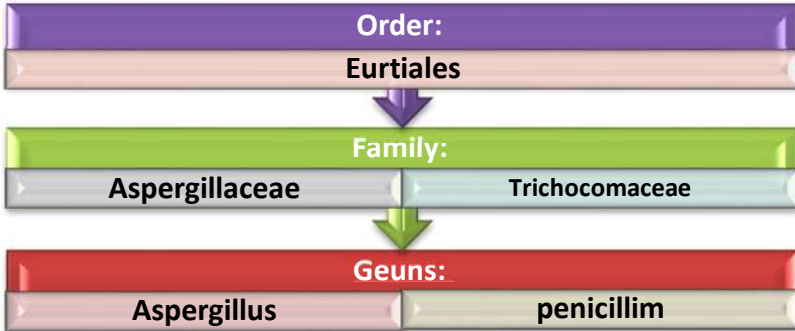 Order:
Eurtiales
Family:
Aspergillaceae Trichocomaceae
Geuns:
Aspergillus penicillim